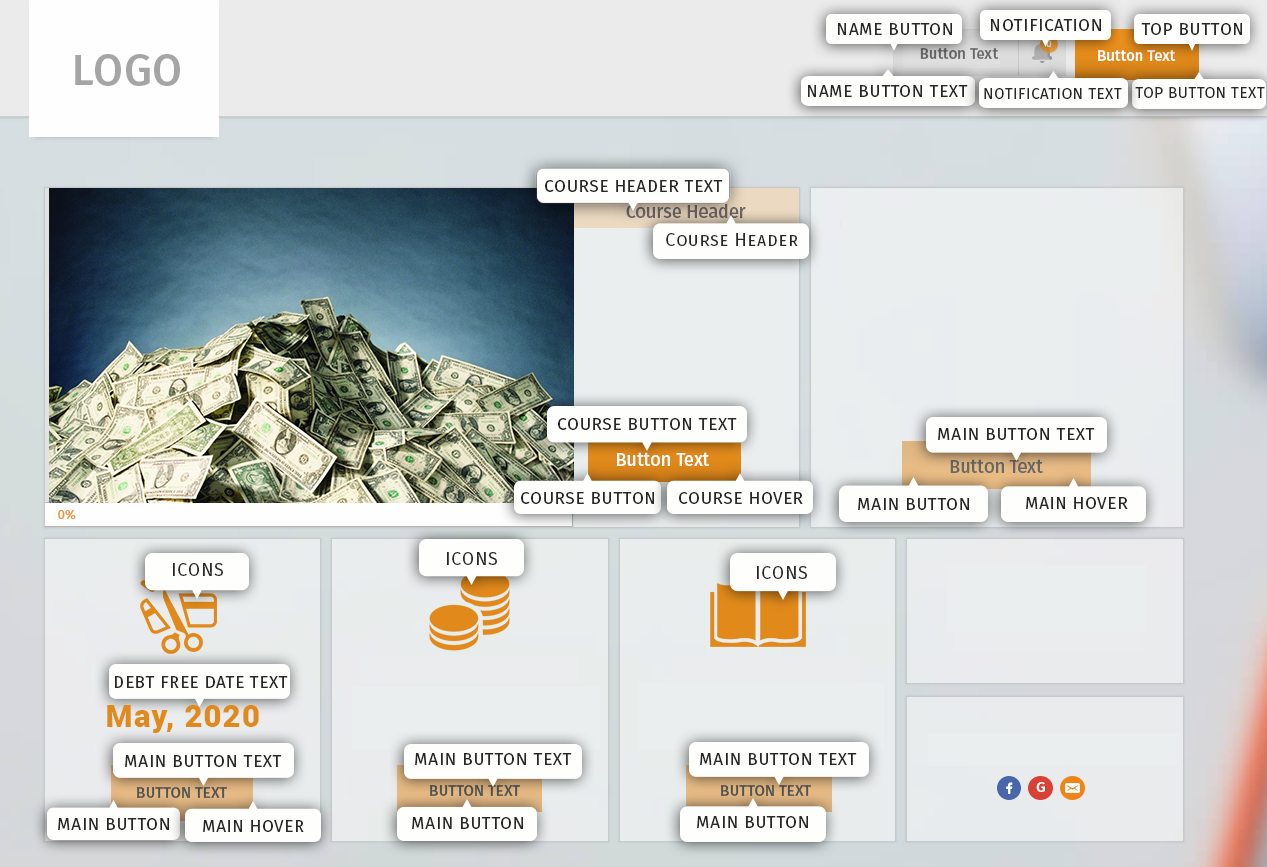 LOGO
NAME BUTTON
NOTIFICATION
TOP BUTTON
Button Text
Button Text
NAME BUTTON TEXT
NOTIFICATION TEXT
TOP BUTTON TEXT
COURSE HEADER TEXT
Course Header
COURSE HEADER
COURSE BUTTON TEXT
Button Text
COURSE BUTTON
COURSE HOVER
MAIN BUTTON TEXT
Button Text
MAIN BUTTON
MAIN HOVER
0%
ICONS
ICONS
ICONS
DEBT FREE DATE TEXT
May, 2020
MAIN BUTTON TEXT
BUTTON TEXT
MAIN BUTTON
MAIN HOVER
MAIN BUTTON TEXT
BUTTON TEXT
MAIN BUTTON
MAIN BUTTON TEXT
BUTTON TEXT
MAIN BUTTON
f
G